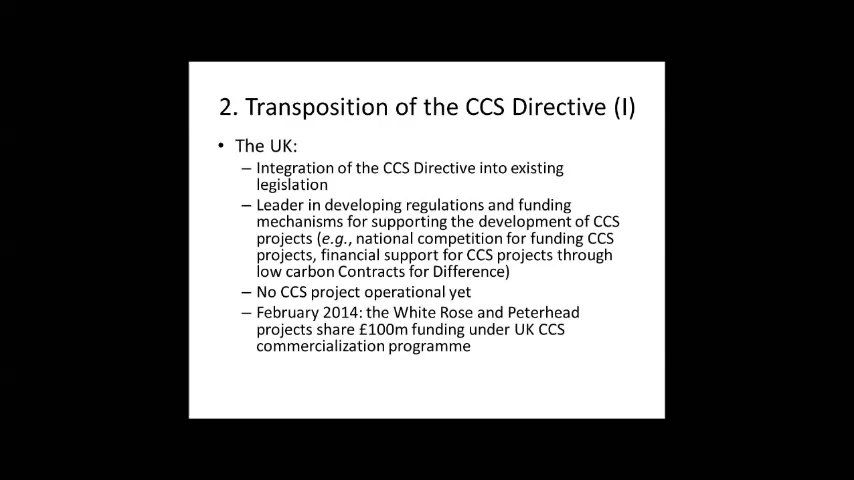 2. Transposition of the CCS Directive (I)
• The UK:
– Integration of the CCS Directive into existing
legislation
– Leader in developing regulations and funding
mechanisms for supporting the development of CCS
projects (e.g., national competition for funding CCS
projects, financial support for CCS projects through
low carbon Contracts for Difference)
– No CCS project operational yet
– February 2014: the White Rose and Peterhead
projects share £100m funding under UK CCS
commercialization programme